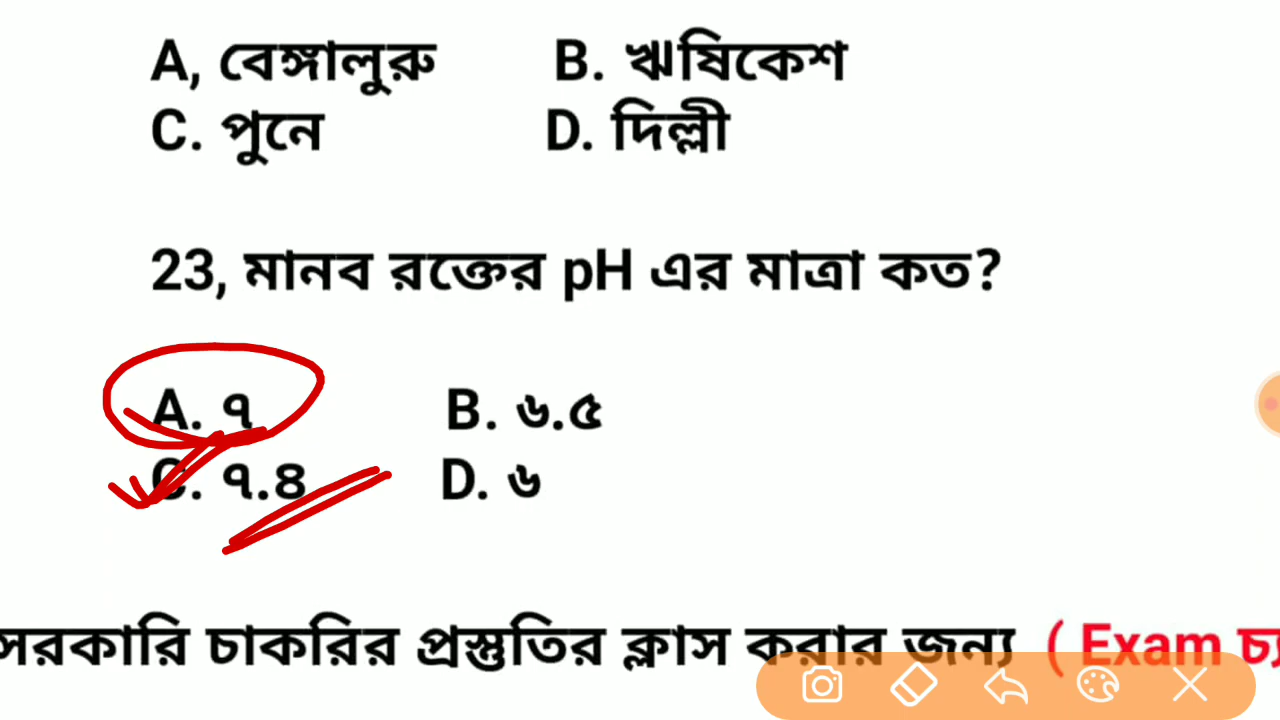 A, বেঙ্গালুরু B. ঋষিকেশ
C. পুনে D. দিল্লী
23, মানব রক্তের pH এর মাত্রা কত?
A. ৭ B. ৬.৫
C. ৭.৪ D. ৬
সরকারি চাকরির প্রস্তুতির ক্লাস করার জন্য ( Exam